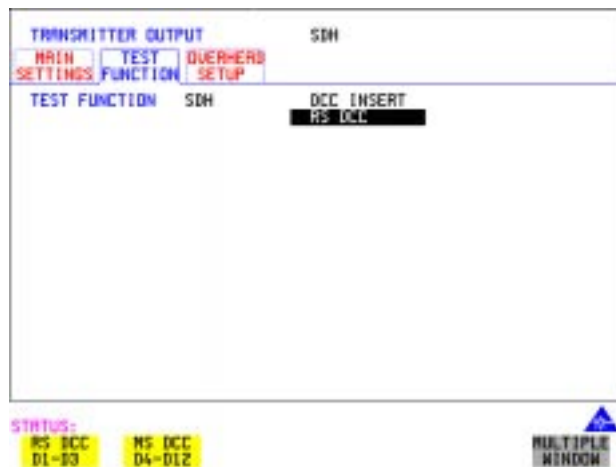 TRANSMITTER OUTPUT SDH
MAIN SETTINGS
TEST FUNCTION
OVERHEAD SETUP
TEST FUNCTION SDH DCC INSERT
RS DCC
STATUS:
RS DCC D1-D3
MS DCC D4-D12
MULTIPLE WINDOW